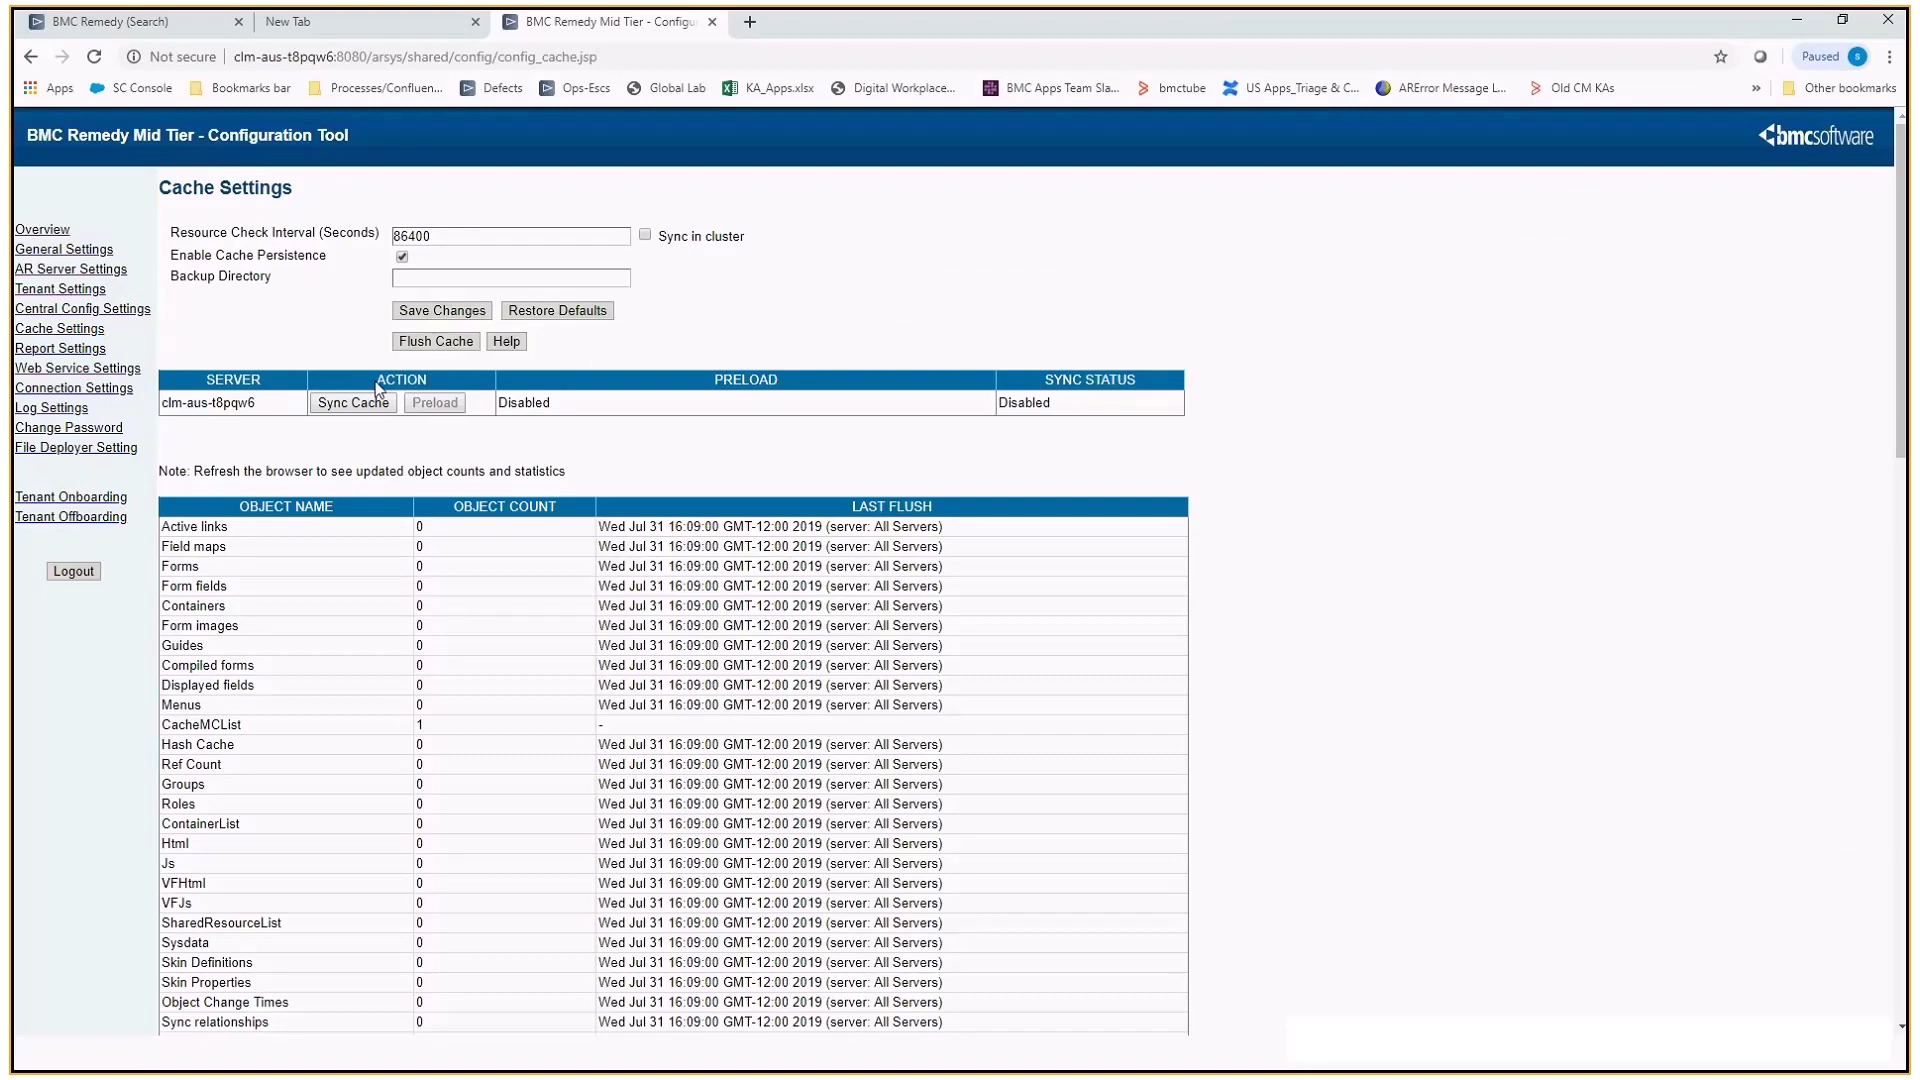 BMC Remedy (Search)
New Tab
BMC Remedy Mid Tier - Configu
Not secure
clm-aus-t8pqw6:8080/arsys/shared/config/config_cache.jsp
Paused
s
Apps
SC Console
Bookmarks bar
Processes/Confluen...
Defects
Ops-Escs
Global Lab
KA_Apps.xlsx
Digital Workplace...
BMC Apps Team Sla...
bmctube
US Apps_Triage & C...
ARError Message L...
Old CM KAs
»
Other bookmarks
BMC Remedy Mid Tier - Configuration Tool
bmcsoftware
Overview
General Settings
AR Server Settings
Tenant Settings
Central Config Settings
Cache Settings
Report Settings
Web Service Settings
Connection Settings
Log Settings
Change Password
File Deployer Setting
Tenant Onboarding
Tenant Offboarding
Logout
Cache Settings
Resource Check Interval (Seconds) 86400 Sync in cluster
Enable Cache Persistence
Backup Directory
Save Changes Restore Defaults
Flush Cache Help
SERVER ACTION PRELOAD SYNC STATUS
clm-aus-t8pqw6 Sync Cache Preload Disabled Disabled
Note: Refresh the browser to see updated object counts and statistics
OBJECT NAME OBJECT COUNT LAST FLUSH
Active links 0 Wed Jul 31 16:09:00 GMT-12:00 2019 (server: All Servers)
Field maps 0 Wed Jul 31 16:09:00 GMT-12:00 2019 (server: All Servers)
Forms 0 Wed Jul 31 16:09:00 GMT-12:00 2019 (server: All Servers)
Form fields 0 Wed Jul 31 16:09:00 GMT-12:00 2019 (server: All Servers)
Containers 0 Wed Jul 31 16:09:00 GMT-12:00 2019 (server: All Servers)
Form images 0 Wed Jul 31 16:09:00 GMT-12:00 2019 (server: All Servers)
Guides 0 Wed Jul 31 16:09:00 GMT-12:00 2019 (server: All Servers)
Compiled forms 0 Wed Jul 31 16:09:00 GMT-12:00 2019 (server: All Servers)
Displayed fields 0 Wed Jul 31 16:09:00 GMT-12:00 2019 (server: All Servers)
Menus 0 Wed Jul 31 16:09:00 GMT-12:00 2019 (server: All Servers)
CacheMCList 1 -
Hash Cache 0 Wed Jul 31 16:09:00 GMT-12:00 2019 (server: All Servers)
Ref Count 0 Wed Jul 31 16:09:00 GMT-12:00 2019 (server: All Servers)
Groups 0 Wed Jul 31 16:09:00 GMT-12:00 2019 (server: All Servers)
Roles 0 Wed Jul 31 16:09:00 GMT-12:00 2019 (server: All Servers)
ContainerList 0 Wed Jul 31 16:09:00 GMT-12:00 2019 (server: All Servers)
Html 0 Wed Jul 31 16:09:00 GMT-12:00 2019 (server: All Servers)
Js 0 Wed Jul 31 16:09:00 GMT-12:00 2019 (server: All Servers)
VFHtml 0 Wed Jul 31 16:09:00 GMT-12:00 2019 (server: All Servers)
VFJs 0 Wed Jul 31 16:09:00 GMT-12:00 2019 (server: All Servers)
SharedResourceList 0 Wed Jul 31 16:09:00 GMT-12:00 2019 (server: All Servers)
Sysdata 0 Wed Jul 31 16:09:00 GMT-12:00 2019 (server: All Servers)
Skin Definitions 0 Wed Jul 31 16:09:00 GMT-12:00 2019 (server: All Servers)
Skin Properties 0 Wed Jul 31 16:09:00 GMT-12:00 2019 (server: All Servers)
Object Change Times 0 Wed Jul 31 16:09:00 GMT-12:00 2019 (server: All Servers)
Sync relationships 0 Wed Jul 31 16:09:00 GMT-12:00 2019 (server: All Servers)